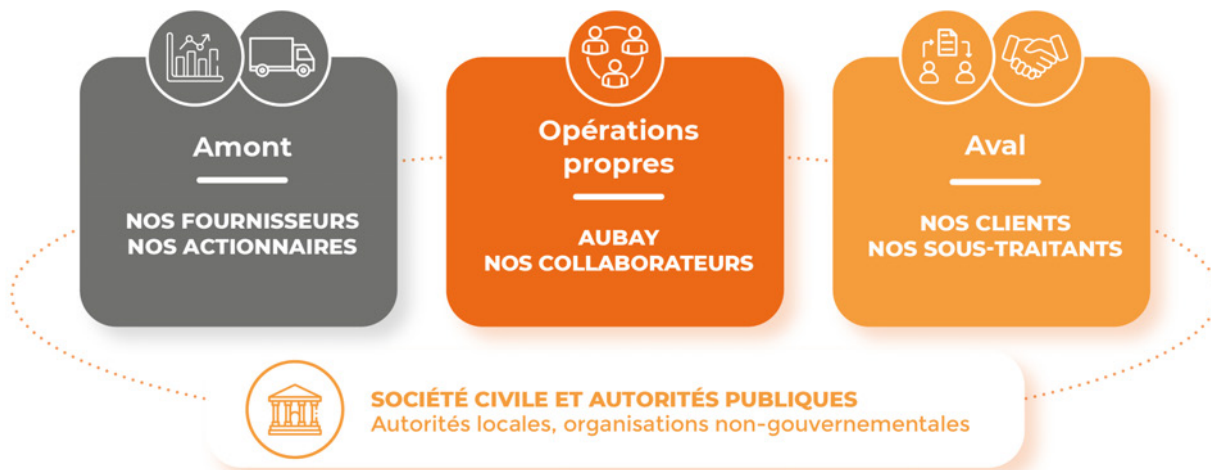 Amont
NOS FOURNISSEURS
NOS ACTIONNAIRES
Opérations
propres
AUBAY
NOS COLLABORATEURS
Aval
NOS CLIENTS
NOS SOUS-TRAITANTS
SOCIÉTÉ CIVILE ET AUTORITÉS PUBLIQUES
Autorités locales, organisations non-gouvernementales